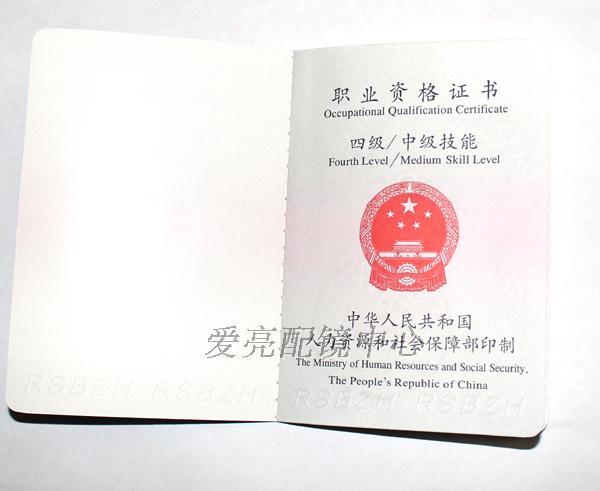 职业资格证书
Occupational Qualification Certificate
四级/中级技能
Fourth Level/Medium Skill Level
中华人民共和国
人力资源和社会保障部印制
爱亮配镜中心
The Ministry of Human Resources and Social Security,
The People's Republic of China
RSBZH RSBZH RSBZH RSBZH